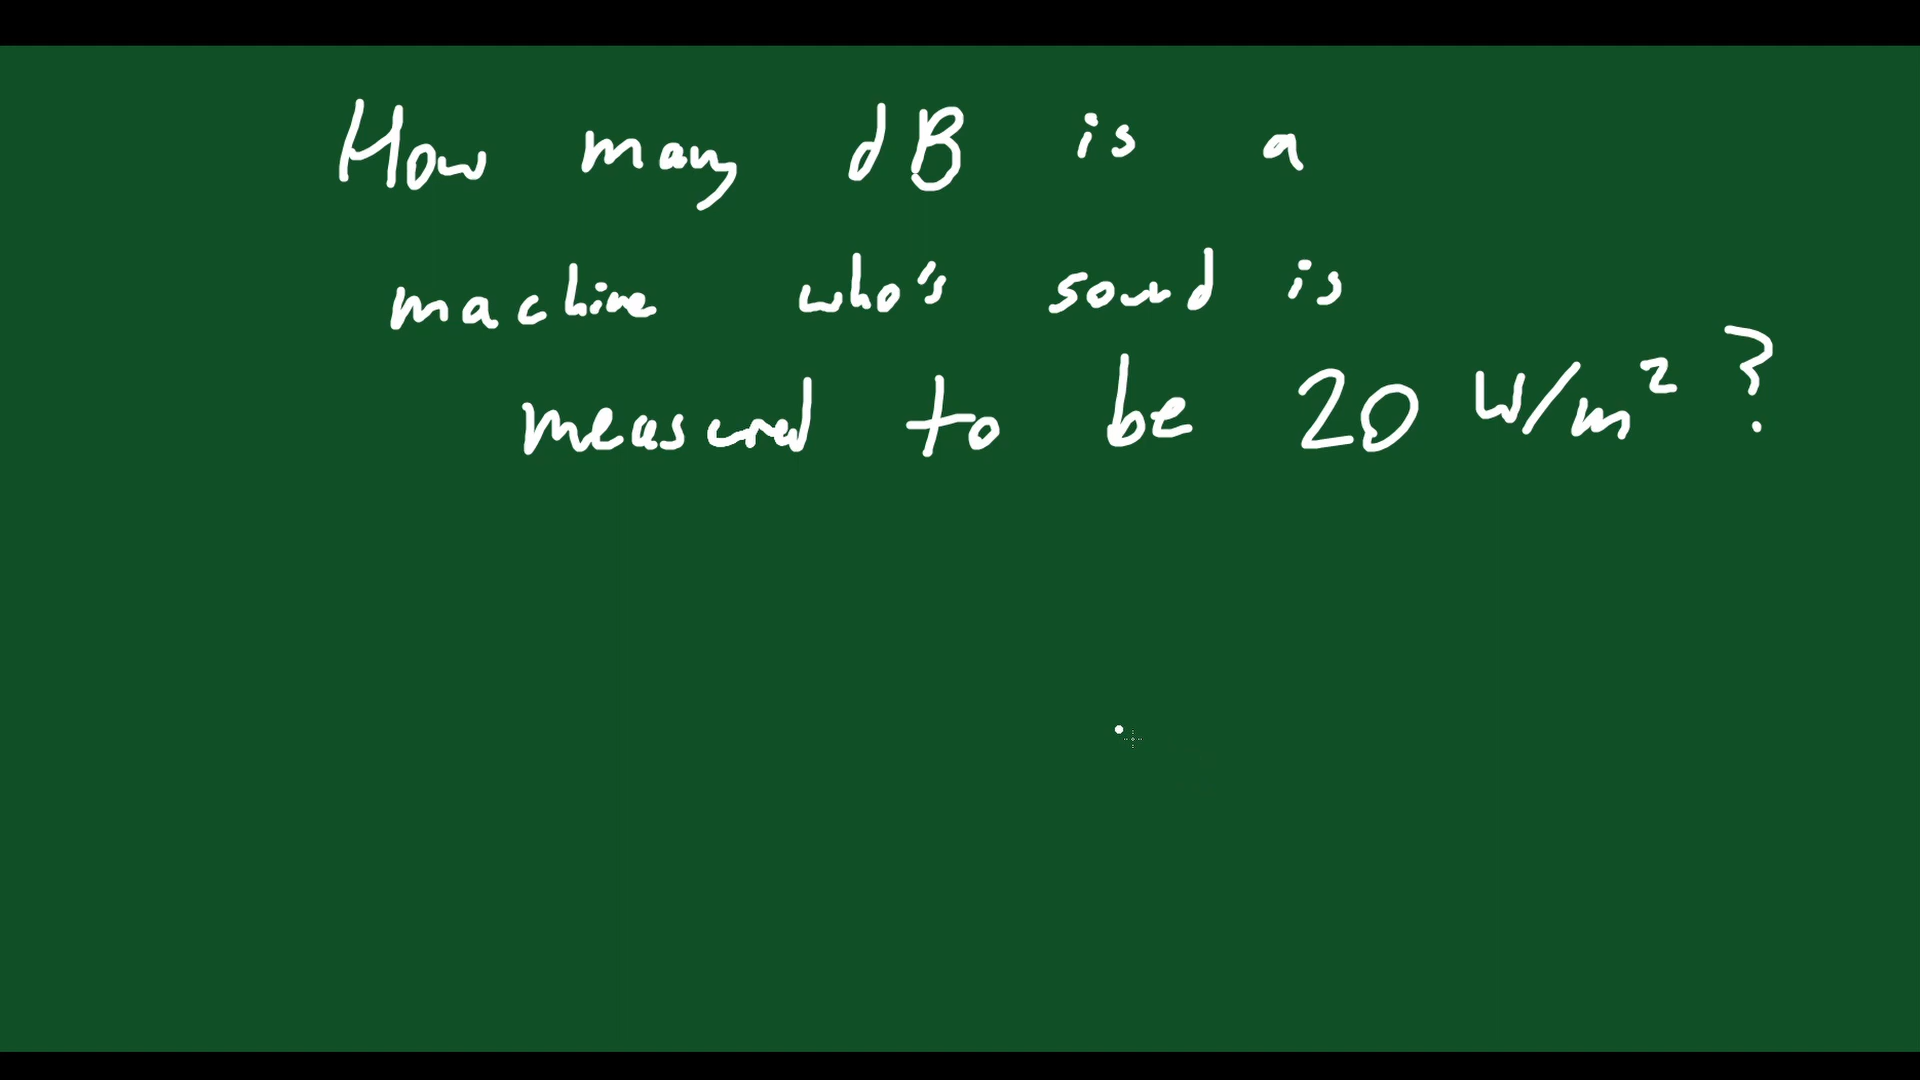 How many dB is a
machine who's sound is
measured to be 20 W/m²?